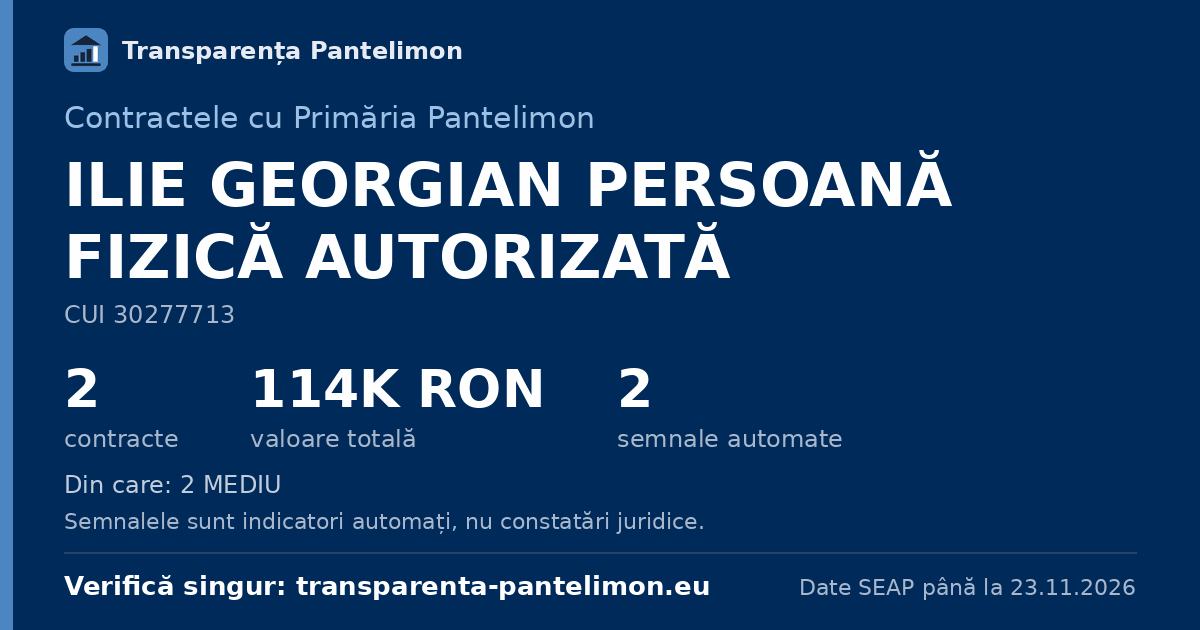 Transparența Pantelimon
Contractele cu Primăria Pantelimon
ILIE GEORGIAN PERSOANĂ
FIZICĂ AUTORIZATĂ
CUI 30277713
2 114K RON 2
contracte valoare totală semnale automate
Din care: 2 MEDIU
Semnalele sunt indicatori automați, nu constatări juridice.
Verifică singur: transparenta-pantelimon.eu Date SEAP până la 23.11.2026